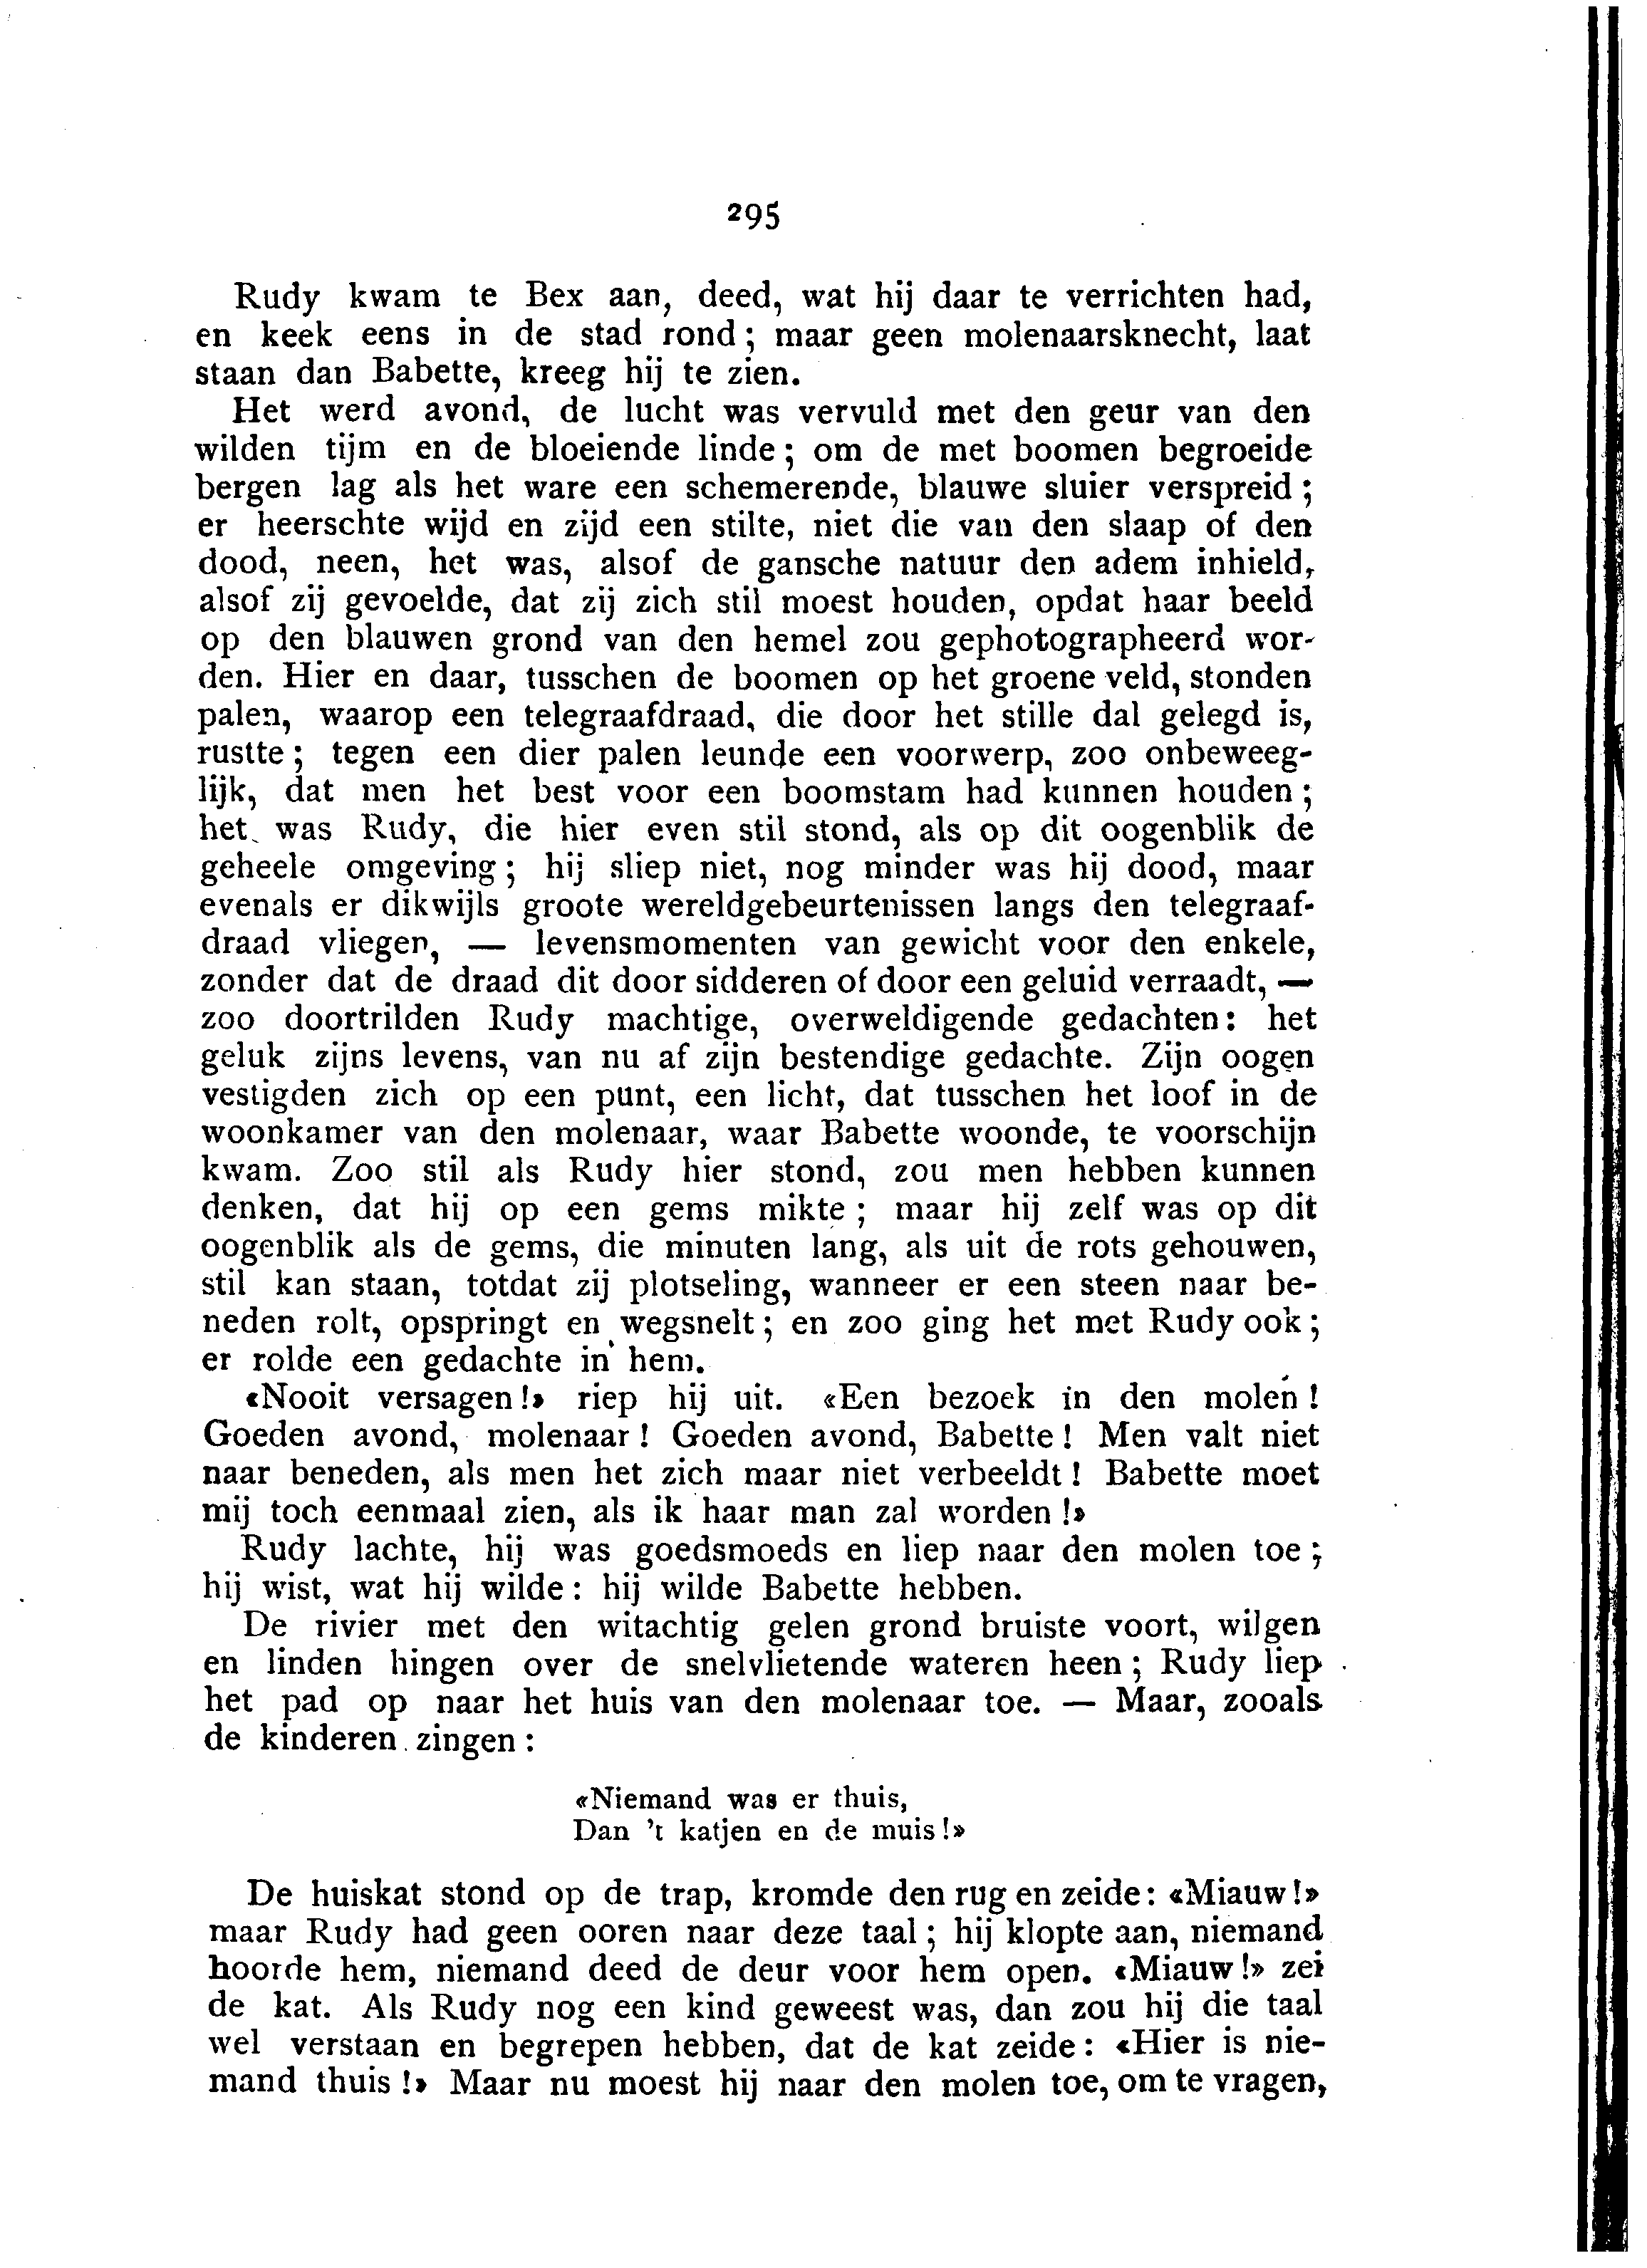 295
Rudy kwam te Bex aan, deed, wat hij daar te verrichten had,
en keek eens in de stad rond; maar geen molenaarsknecht, laat
staan dan Babette, kreeg hij te zien.
Het werd avond, de lucht was vervuld met den geur van den
wilden tijm en de bloeiende linde; om de met boomen begroeide
bergen lag als het ware een schemerende, blauwe sluier verspreid;
er heerschte wijd en zijd een stilte, niet die van den slaap of den
dood, neen, het was, alsof de gansche natuur den adem inhield,
alsof zij gevoelde, dat zij zich stil moest houden, opdat haar beeld
op den blauwen grond van den hemel zou gephotographeerd wor-
den. Hier en daar, tusschen de boomen op het groene veld, stonden
palen, waarop een telegraafdraad, die door het stille dal gelegd is,
rustte; tegen een dier palen leunde een voorwerp, zoo onbeweeg-
lijk, dat men het best voor een boomstam had kunnen houden;
het was Rudy, die hier even stil stond, als op dit oogenblik de
geheele omgeving; hij sliep niet, nog minder was hij dood, maar
evenals er dikwijls groote wereldgebeurtenissen langs den telegraaf-
draad vliegen, — levensmomenten van gewicht voor den enkele,
zonder dat de draad dit door sidderen of door een geluid verraadt, —
zoo doortrilden Rudy machtige, overweldigende gedachten: het
geluk zijns levens, van nu af zijn bestendige gedachte. Zijn oogen
vestigden zich op een punt, een licht, dat tusschen het loof in de
woonkamer van den molenaar, waar Babette woonde, te voorschijn
kwam. Zoo stil als Rudy hier stond, zou men hebben kunnen
denken, dat hij op een gems mikte; maar hij zelf was op dit
oogenblik als de gems, die minuten lang, als uit de rots gehouwen,
stil kan staan, totdat zij plotseling, wanneer er een steen naar be-
neden rolt, opspringt en wegsnelt; en zoo ging het met Rudy ook;
er rolde een gedachte in hem.
«Nooit versagen!» riep hij uit. «Een bezoek in den molen!
Goeden avond, molenaar! Goeden avond, Babette! Men valt niet
naar beneden, als men het zich maar niet verbeeldt! Babette moet
mij toch eenmaal zien, als ik haar man zal worden!»
Rudy lachte, hij was goedsmoeds en liep naar den molen toe;
hij wist, wat hij wilde: hij wilde Babette hebben.
De rivier met den witachtig gelen grond bruiste voort, wilgen
en linden hingen over de snelvlietende wateren heen; Rudy liep
het pad op naar het huis van den molenaar toe. — Maar, zooals
de kinderen zingen:
«Niemand was er thuis,
Dan 't katjen en de muis!»
De huiskat stond op de trap, kromde den rug en zeide: «Miauw!»
maar Rudy had geen ooren naar deze taal; hij klopte aan, niemand
hoorde hem, niemand deed de deur voor hem open. «Miauw!» zei
de kat. Als Rudy nog een kind geweest was, dan zou hij die taal
wel verstaan en begrepen hebben, dat de kat zeide: «Hier is nie-
mand thuis!» Maar nu moest hij naar den molen toe, om te vragen,